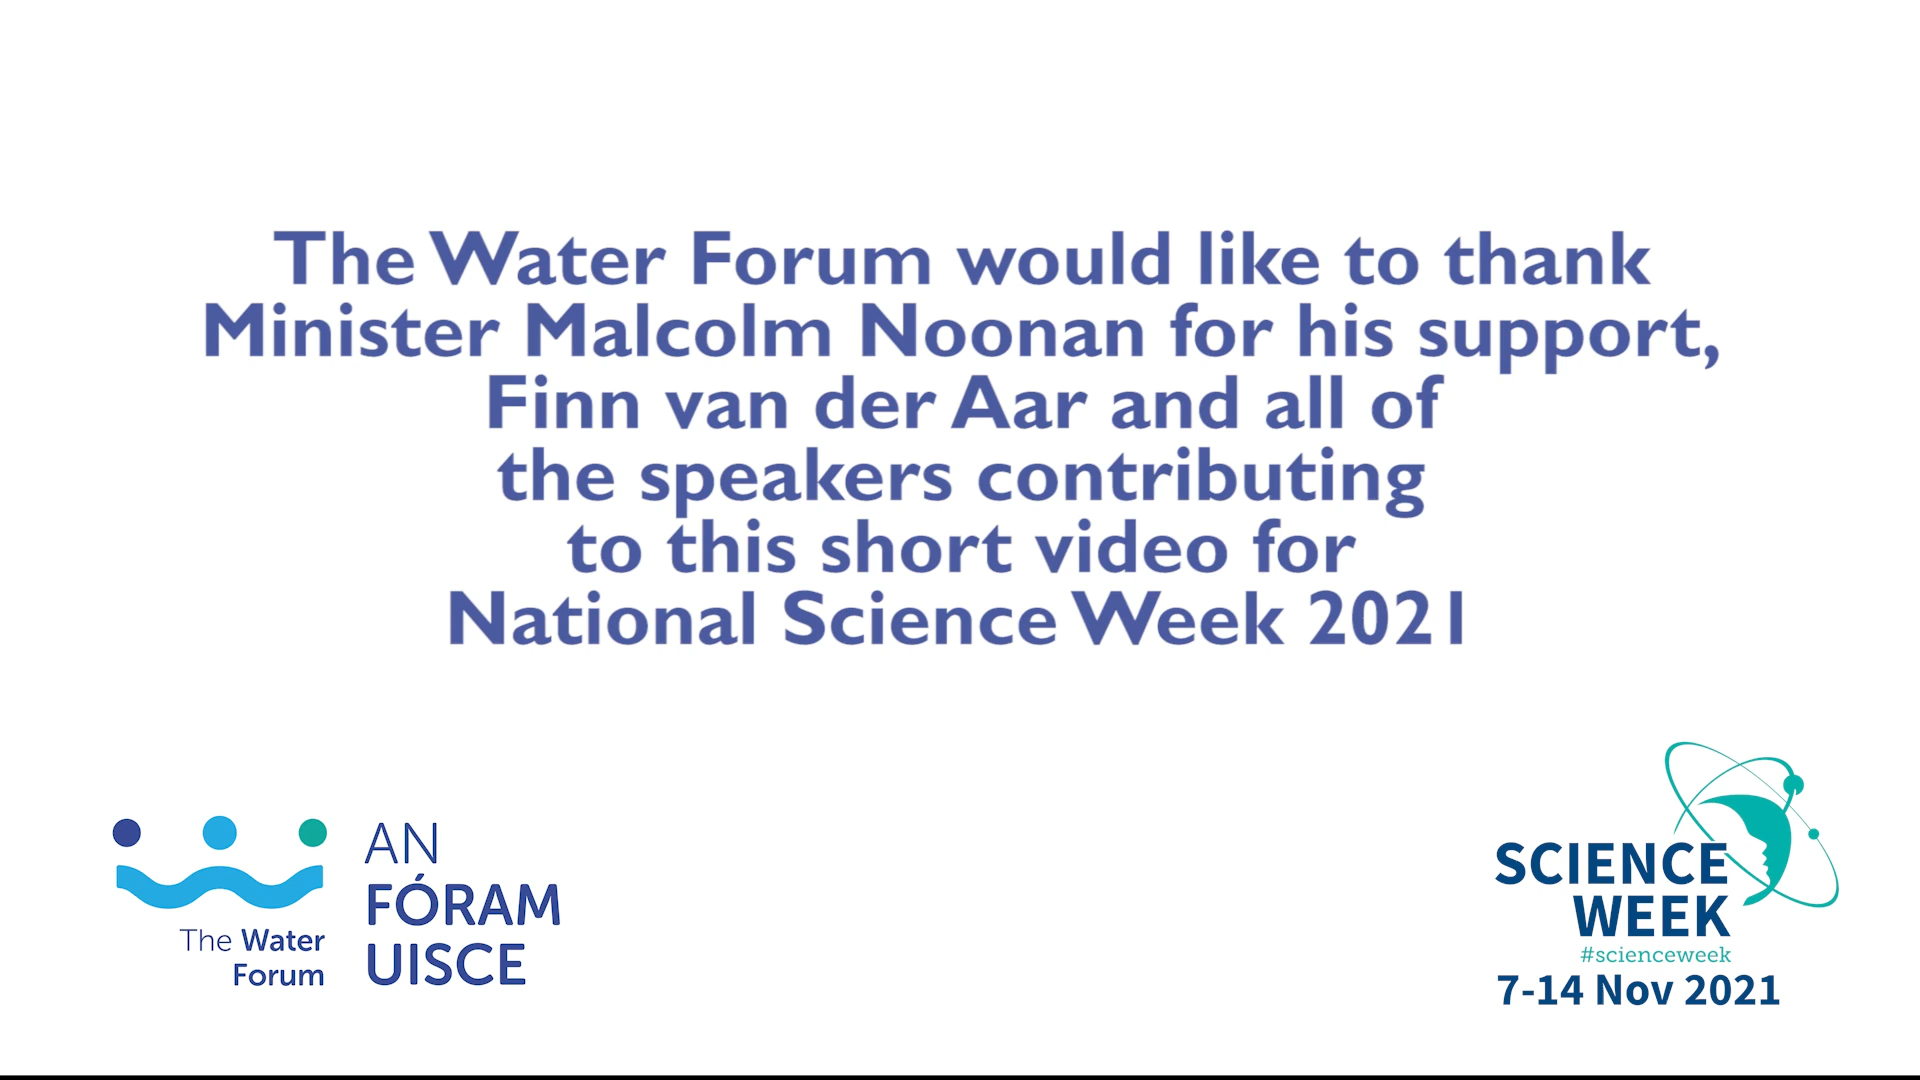 The Water Forum would like to thank
Minister Malcolm Noonan for his support,
Finn van der Aar and all of
the speakers contributing
to this short video for
National Science Week 2021
The Water
Forum
AN
FÓRAM
UISCE
SCIENCE
WEEK
#scienceweek
7-14 Nov 2021